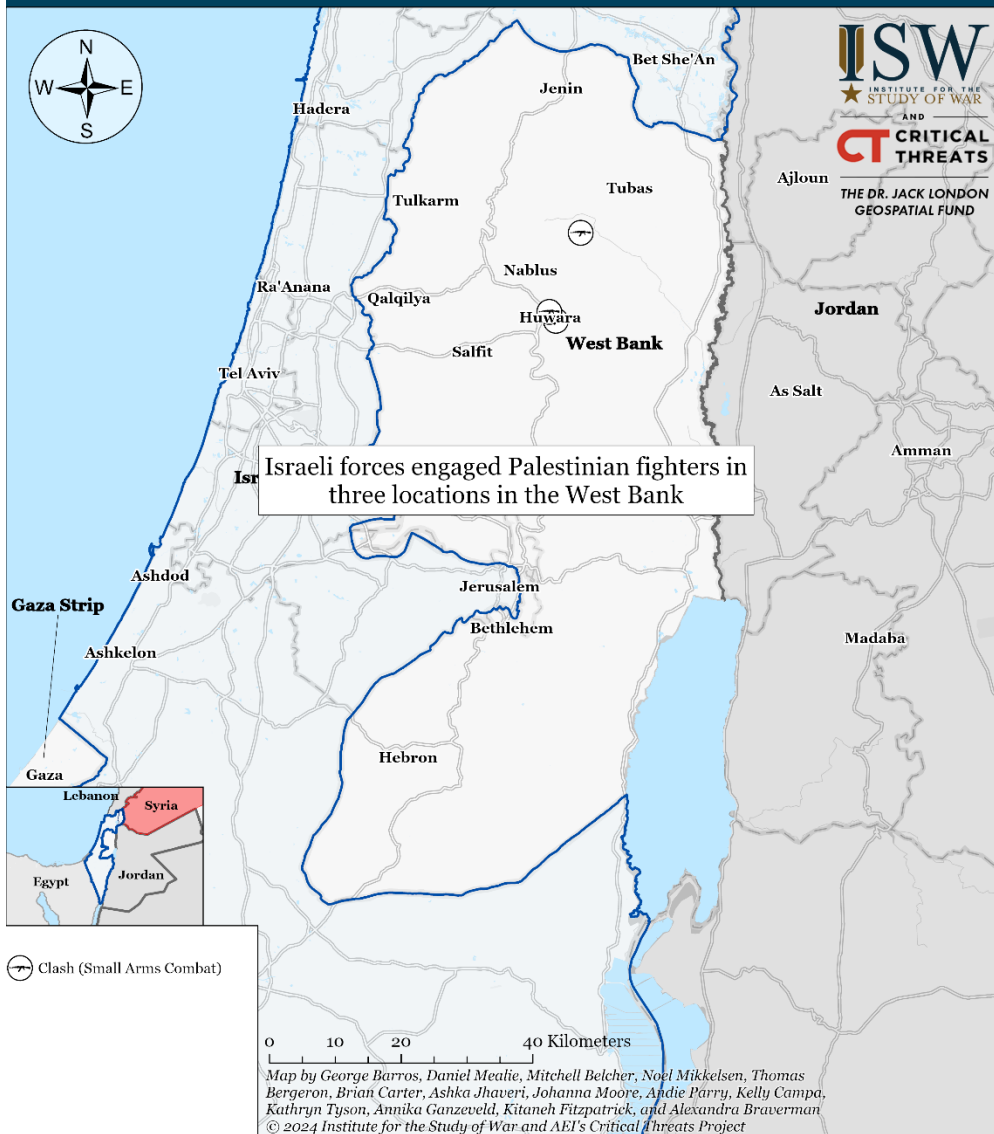 N
W E
S
ISW
INSTITUTE FOR THE
STUDY OF WAR
AND
CT CRITICAL
THREATS
THE DR. JACK LONDON
GEOSPATIAL FUND
Bet She'An
Jenin
Hadera
Ajloun
Tubas
Tulkarm
Nablus
Ra'Anana
Qalqilya
Huwara
Jordan
West Bank
Salfit
Tel Aviv
As Salt
Amman
Isr
Israeli forces engaged Palestinian fighters in
three locations in the West Bank
Ashdod
Jerusalem
Gaza Strip
Bethlehem
Madaba
Ashkelon
Hebron
Gaza
Lebanon
Syria
Egypt
Jordan
Clash (Small Arms Combat)
0 10 20 40 Kilometers
Map by George Barros, Daniel Mealie, Mitchell Belcher, Noel Mikkelsen, Thomas
Bergeron, Brian Carter, Ashka Jhaveri, Johanna Moore, Andie Parry, Kelly Campa,
Kathryn Tyson, Annika Ganzeveld, Kitaneh Fitzpatrick, and Alexandra Braverman
© 2024 Institute for the Study of War and AEI's Critical Threats Project